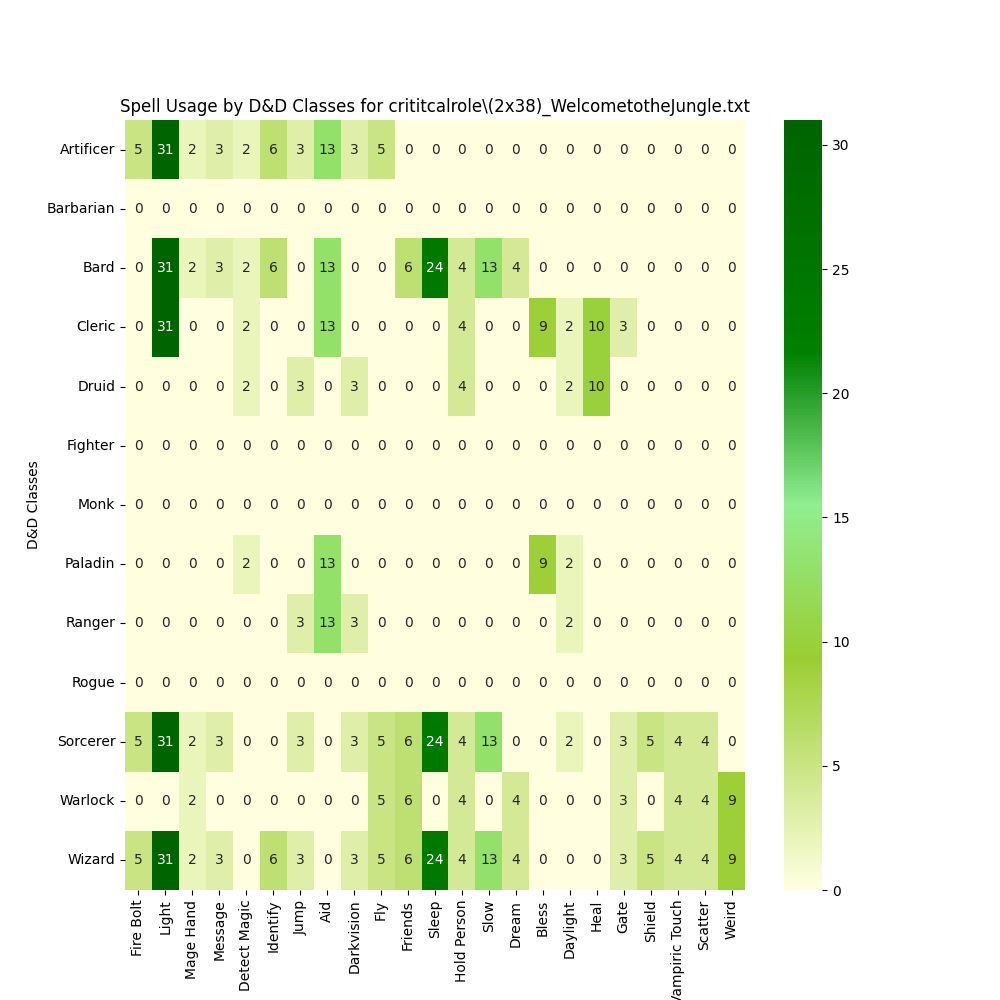 Spell Usage by D&D Classes for crititcalrole\(2x38)_WelcometotheJungle.txt
D&D Classes
Artificer 5 31 2 3 2 6 3 13 3 5 0 0 0 0 0 0 0 0 0 0 0 0 0
Barbarian 0 0 0 0 0 0 0 0 0 0 0 0 0 0 0 0 0 0 0 0 0 0 0
Bard 0 31 2 3 2 6 0 13 0 0 6 24 4 13 4 0 0 0 0 0 0 0 0
Cleric 0 31 0 0 2 0 0 13 0 0 0 0 4 0 0 9 2 10 3 0 0 0 0
Druid 0 0 0 0 2 0 3 0 3 0 0 0 4 0 0 0 2 10 0 0 0 0 0
Fighter 0 0 0 0 0 0 0 0 0 0 0 0 0 0 0 0 0 0 0 0 0 0 0
Monk 0 0 0 0 0 0 0 0 0 0 0 0 0 0 0 0 0 0 0 0 0 0 0
Paladin 0 0 0 0 2 0 0 13 0 0 0 0 0 0 0 9 2 0 0 0 0 0 0
Ranger 0 0 0 0 0 0 3 13 3 0 0 0 0 0 0 0 2 0 0 0 0 0 0
Rogue 0 0 0 0 0 0 0 0 0 0 0 0 0 0 0 0 0 0 0 0 0 0 0
Sorcerer 5 31 2 3 0 0 3 0 3 5 6 24 4 13 0 0 2 0 3 5 4 4 0
Warlock 0 0 2 0 0 0 0 0 0 5 6 0 4 0 4 0 0 0 3 0 4 4 9
Wizard 5 31 2 3 0 6 3 0 3 5 6 24 4 13 4 0 0 0 3 5 4 4 9
Fire Bolt
Light
Mage Hand
Message
Detect Magic
Identify
Jump
Aid
Darkvision
Fly
Friends
Sleep
Hold Person
Slow
Dream
Bless
Daylight
Heal
Gate
Shield
Vampiric Touch
Scatter
Weird
30
25
20
15
10
5
0